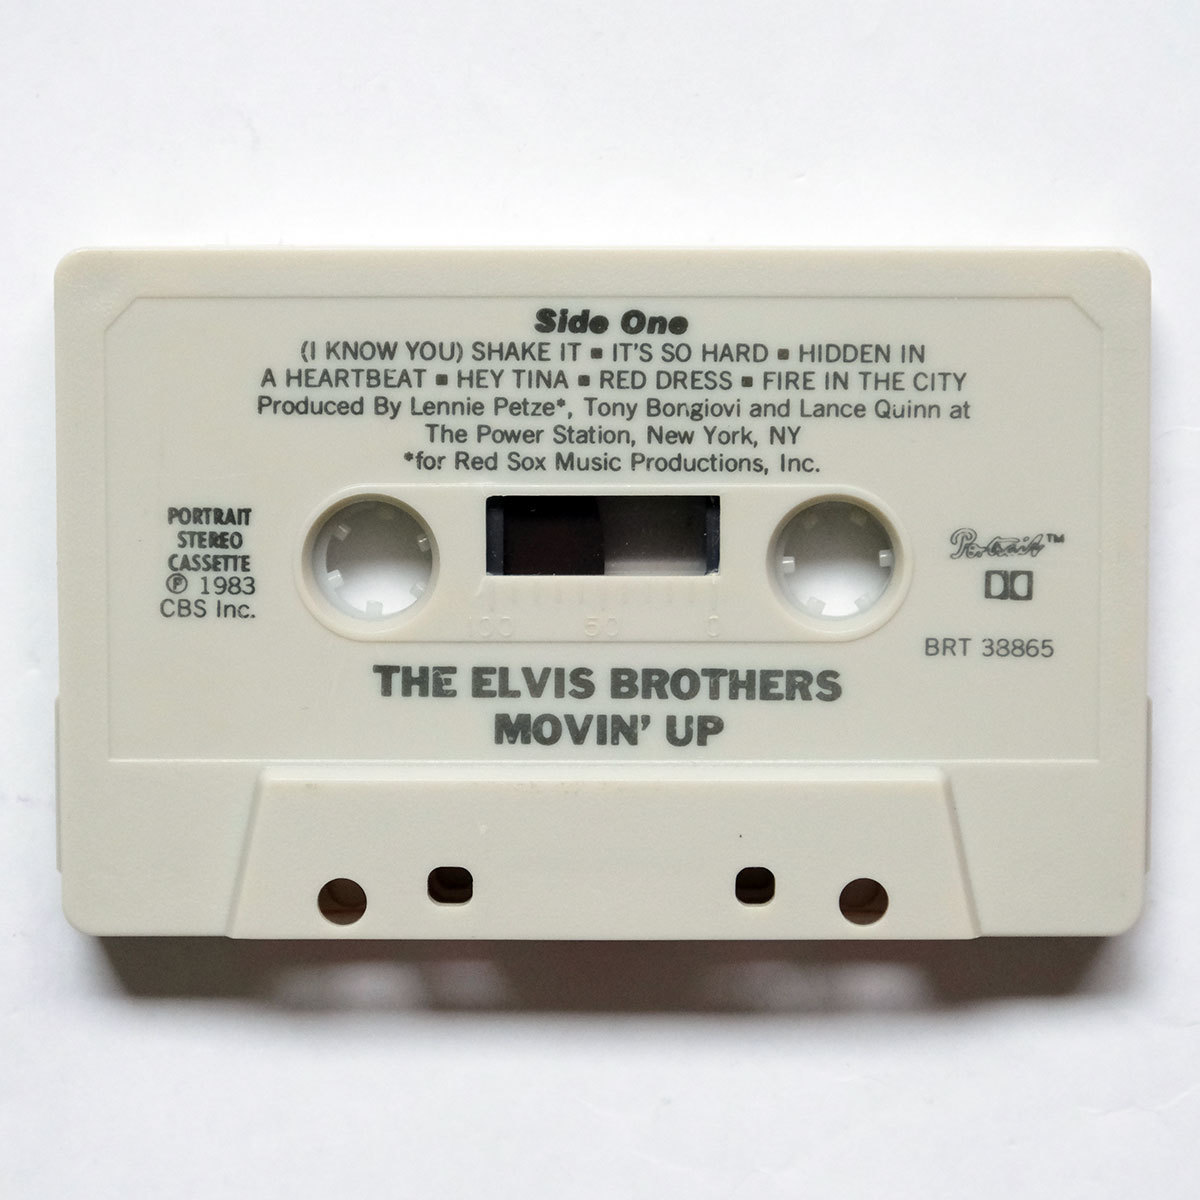 Side One
(I KNOW YOU) SHAKE IT ▪ IT'S SO HARD ▪ HIDDEN IN
A HEARTBEAT ▪ HEY TINA ▪ RED DRESS ▪ FIRE IN THE CITY
Produced By Lennie Petze*, Tony Bongiovi and Lance Quinn at
The Power Station, New York, NY
*for Red Sox Music Productions, Inc.
PORTRAIT
STEREO
CASSETTE
℗ 1983
CBS Inc.
100 50 0
Portrait™
BRT 38865
THE ELVIS BROTHERS
MOVIN' UP